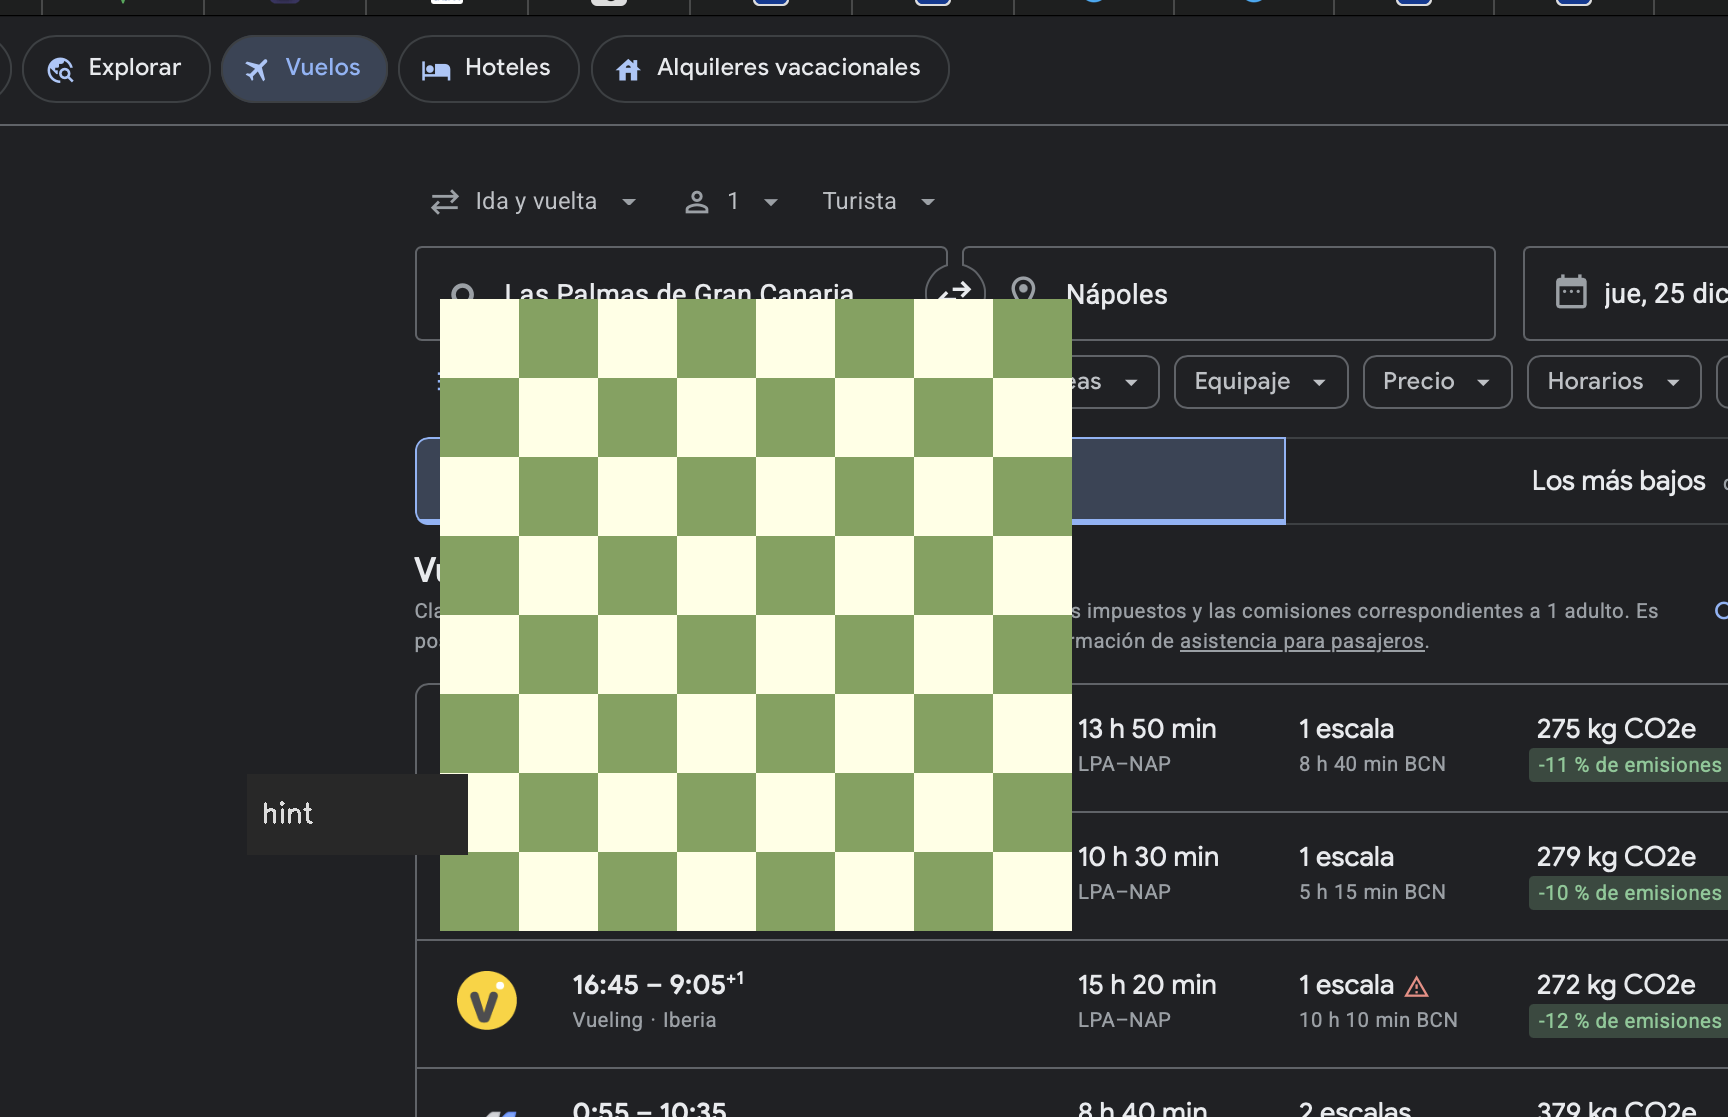 Explorar
Vuelos
Hoteles
Alquileres vacacionales
Ida y vuelta
1
Turista
Las Palmas de Gran Canaria
Nápoles
jue, 25 dic
Equipaje
Precio
Horarios
Los más bajos
s impuestos y las comisiones correspondientes a 1 adulto. Es
rmación de asistencia para pasajeros.
13 h 50 min
1 escala
275 kg CO2e
LPA–NAP
8 h 40 min BCN
-11 % de emisiones
hint
10 h 30 min
1 escala
279 kg CO2e
LPA–NAP
5 h 15 min BCN
-10 % de emisiones
16:45 – 9:05+1
15 h 20 min
1 escala
272 kg CO2e
Vueling · Iberia
LPA–NAP
10 h 10 min BCN
-12 % de emisiones
0:55 – 10:35
8 h 40 min
2 escalas
379 kg CO2e